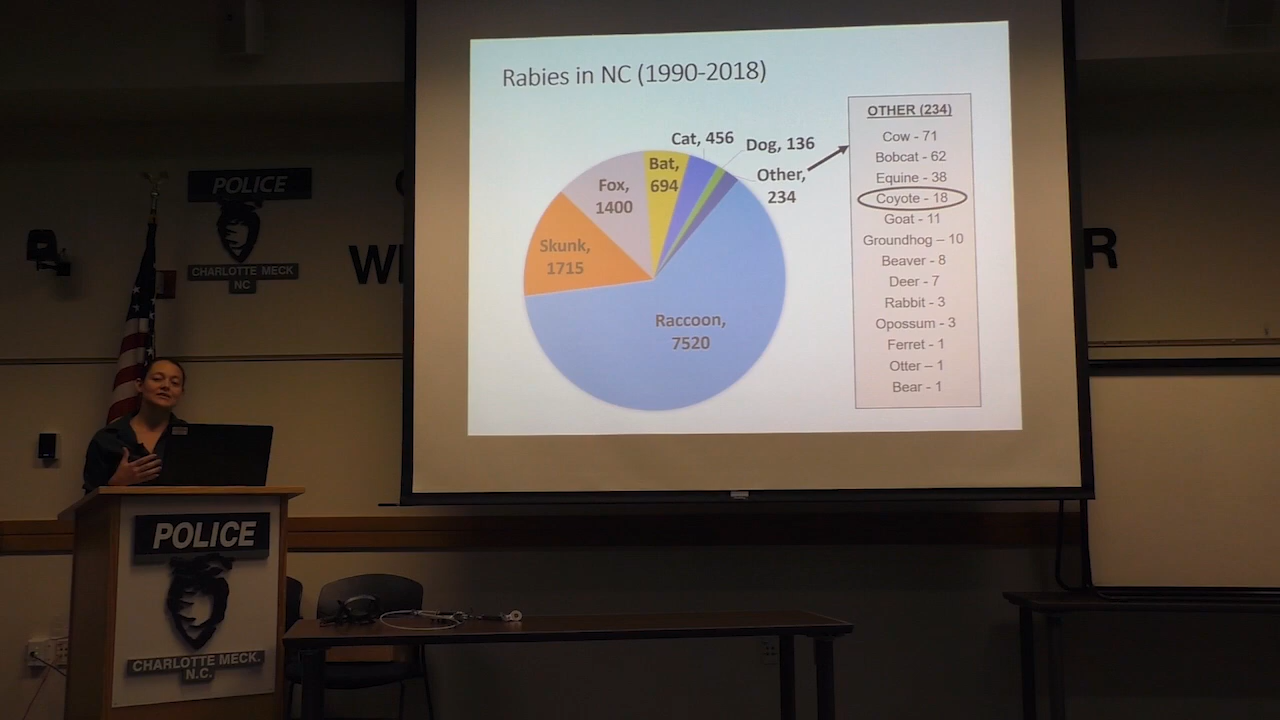 Rabies in NC (1990-2018)
Cat, 456
Dog, 136
Other,
234
Bat,
694
Fox,
1400
Skunk,
1715
Raccoon,
7520
OTHER (234)
Cow - 71
Bobcat - 62
Equine - 38
Coyote - 18
Goat - 11
Groundhog – 10
Beaver - 8
Deer - 7
Rabbit - 3
Opossum - 3
Ferret - 1
Otter – 1
Bear - 1
POLICE
CHARLOTTE MECK
NC
R
POLICE
CHARLOTTE MECK.
N.C.